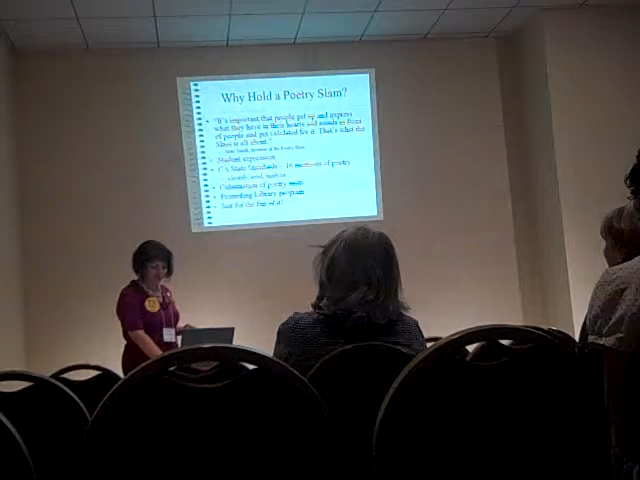 Why Hold a Poetry Slam?
"It's important that people get up and express
what they have in their hearts and minds in front
of people and get validated for it. That's what the
Slam is all about."
Student expression
CA State Standards – 16 of poetry
Culmination of poetry
Promoting Library program
Just for the fun of it!